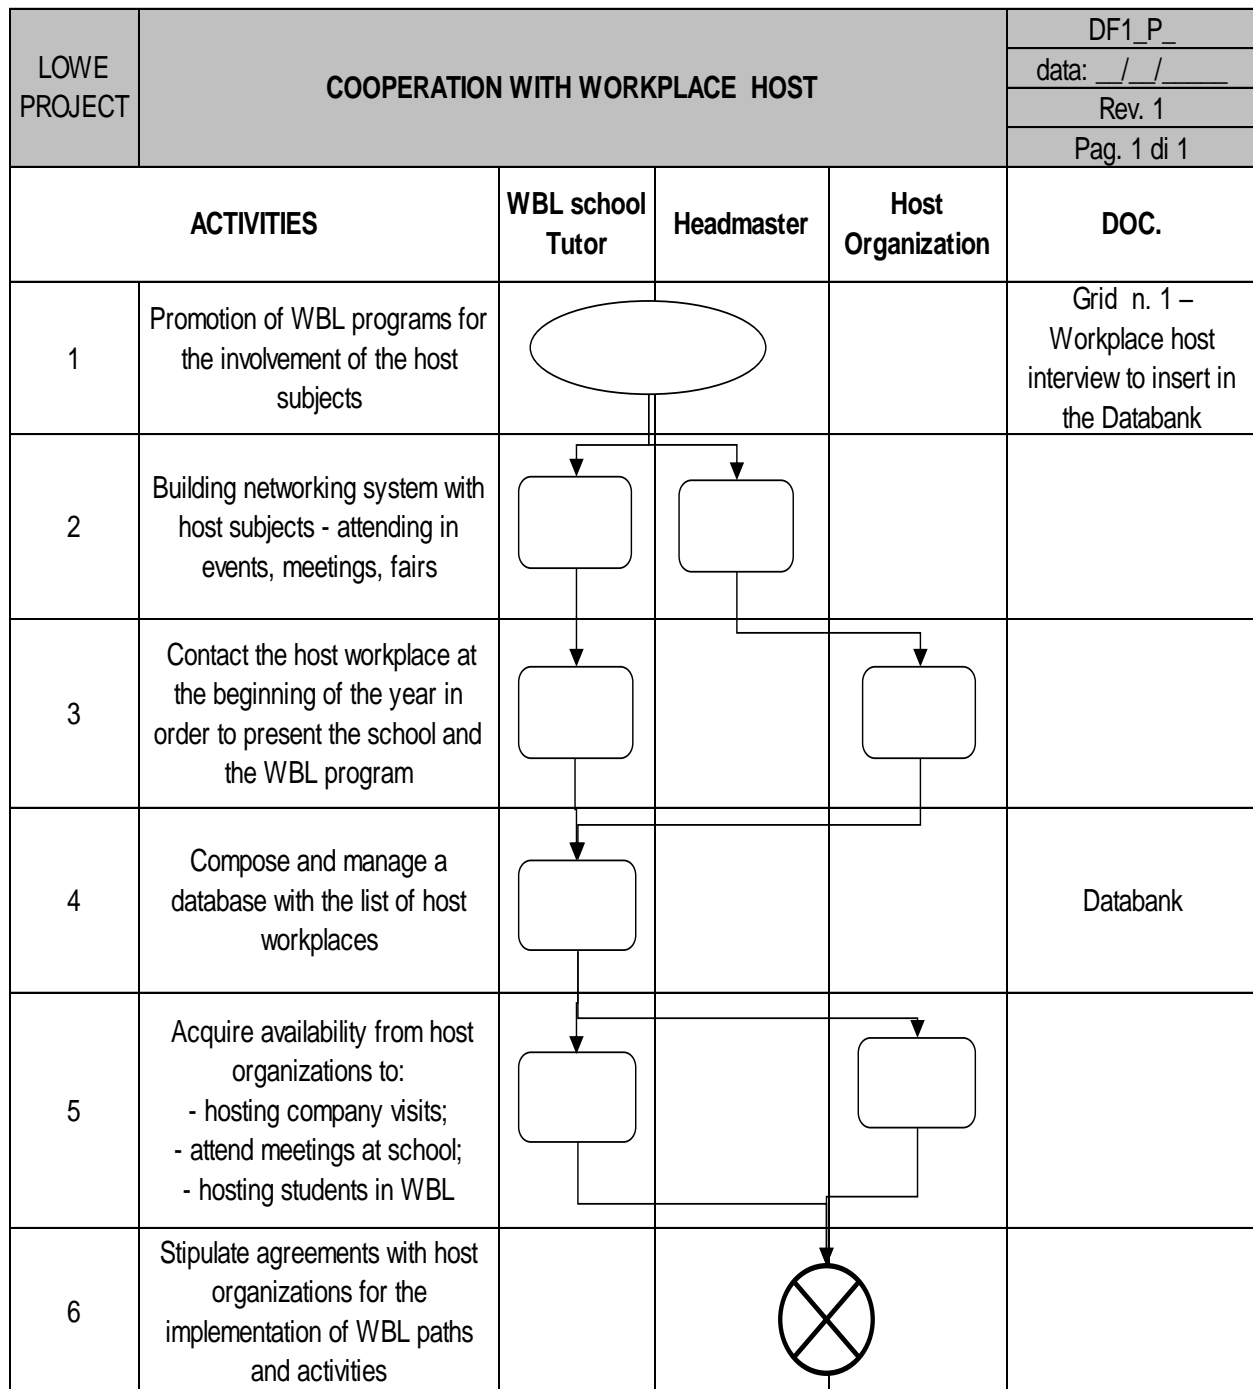 LOWE
PROJECT
COOPERATION WITH WORKPLACE HOST
DF1_P_
data: __/__/_____
Rev. 1
Pag. 1 di 1
ACTIVITIES
WBL school
Tutor
Headmaster
Host
Organization
DOC.
1
Promotion of WBL programs for
the involvement of the host
subjects
Grid n. 1 –
Workplace host
interview to insert in
the Databank
2
Building networking system with
host subjects - attending in
events, meetings, fairs
3
Contact the host workplace at
the beginning of the year in
order to present the school and
the WBL program
4
Compose and manage a
database with the list of host
workplaces
Databank
5
Acquire availability from host
organizations to:
- hosting company visits;
- attend meetings at school;
- hosting students in WBL
6
Stipulate agreements with host
organizations for the
implementation of WBL paths
and activities